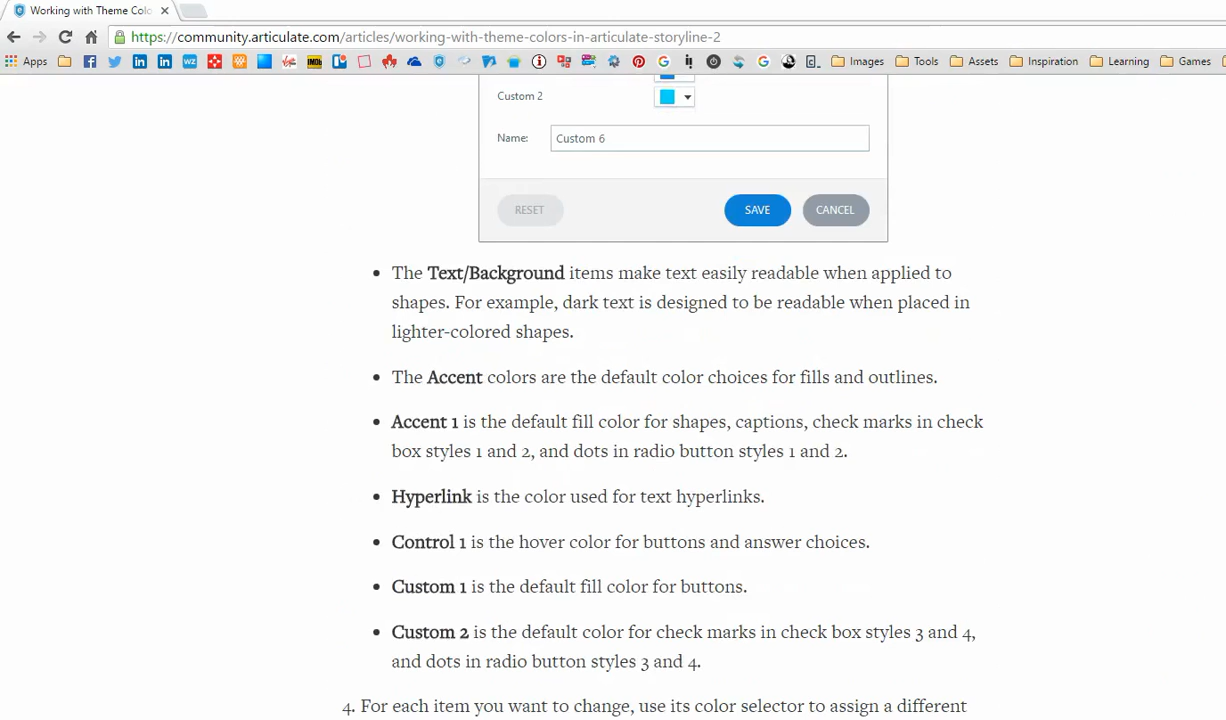 Working with Theme Colo
https://community.articulate.com/articles/working-with-theme-colors-in-articulate-storyline-2
Apps Images Tools Assets Inspiration Learning Games
Custom 2
Name: Custom 6
RESET SAVE CANCEL
• The Text/Background items make text easily readable when applied to
shapes. For example, dark text is designed to be readable when placed in
lighter-colored shapes.
• The Accent colors are the default color choices for fills and outlines.
• Accent 1 is the default fill color for shapes, captions, check marks in check
box styles 1 and 2, and dots in radio button styles 1 and 2.
• Hyperlink is the color used for text hyperlinks.
• Control 1 is the hover color for buttons and answer choices.
• Custom 1 is the default fill color for buttons.
• Custom 2 is the default color for check marks in check box styles 3 and 4,
and dots in radio button styles 3 and 4.
4. For each item you want to change, use its color selector to assign a different